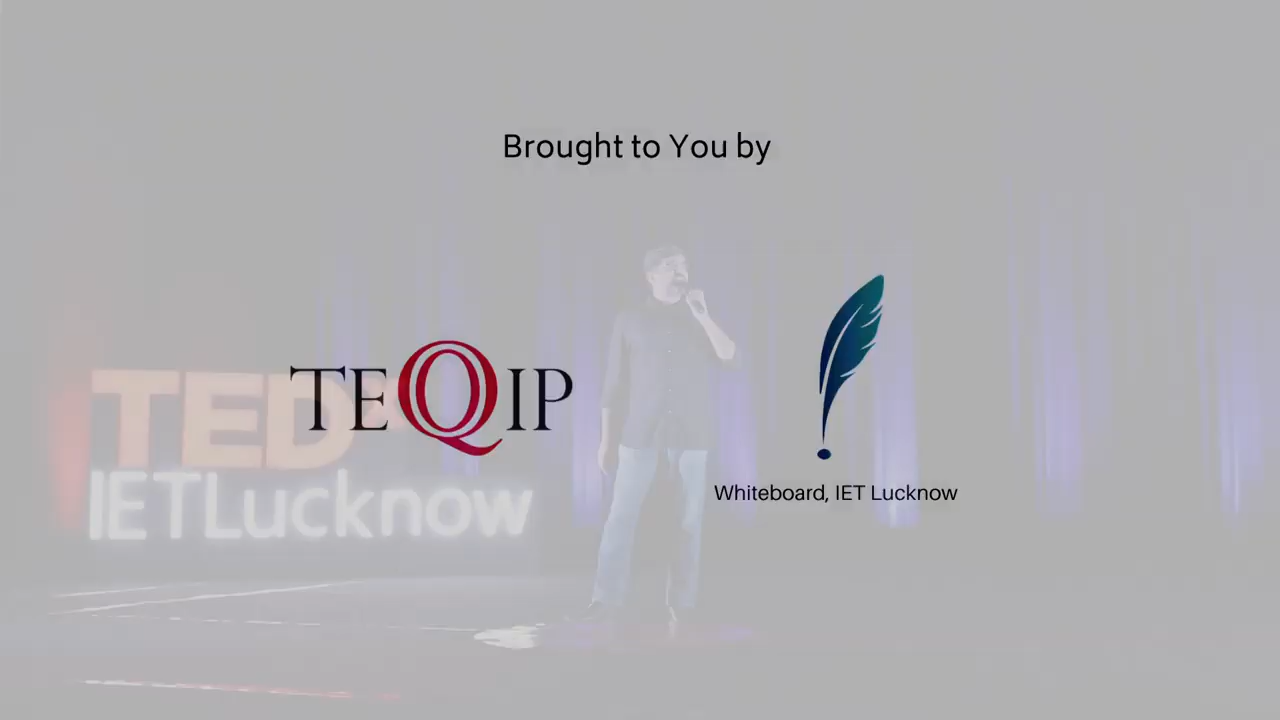 Brought to You by
TEQIP
TED
IETLucknow
Whiteboard, IET Lucknow